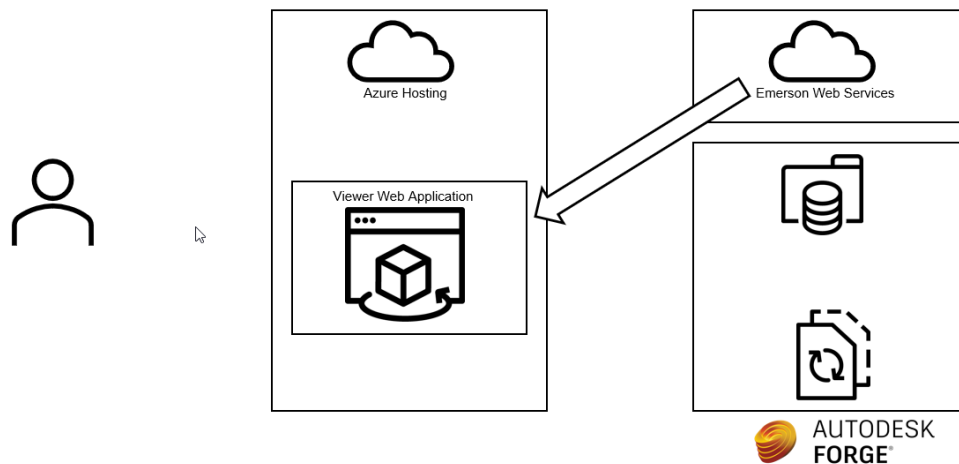 Azure Hosting
Emerson Web Services
Viewer Web Application
AUTODESK
FORGE